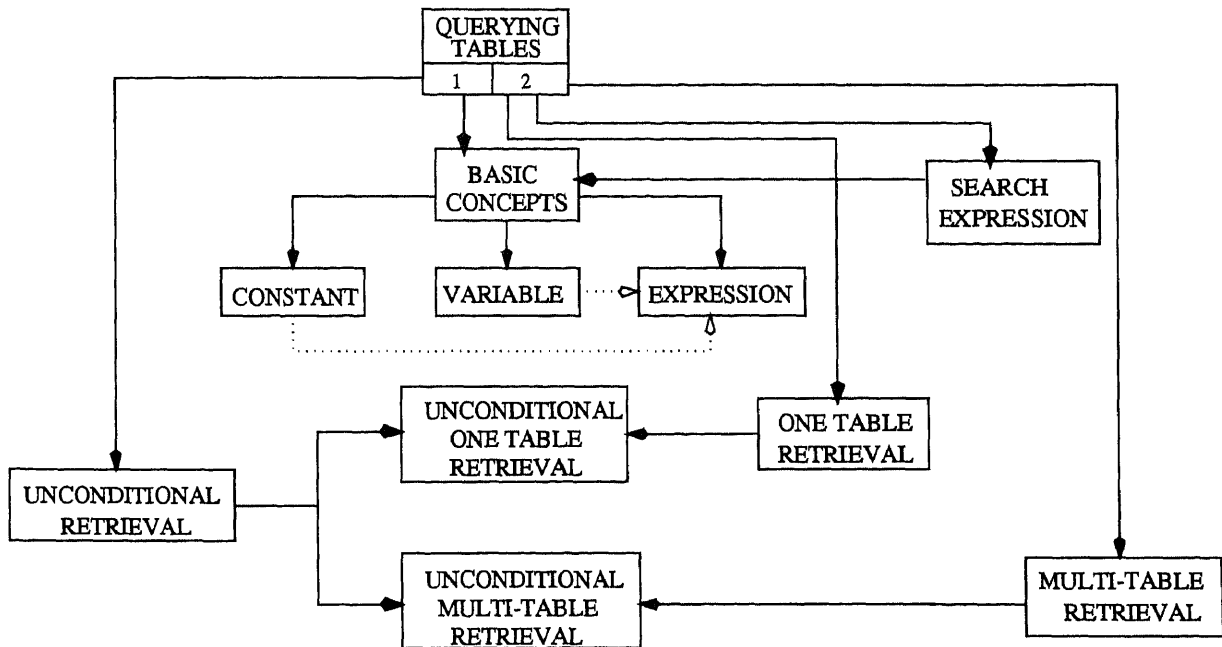 QUERYING
TABLES
1 2
BASIC
CONCEPTS
SEARCH
EXPRESSION
CONSTANT
VARIABLE
EXPRESSION
UNCONDITIONAL
ONE TABLE
RETRIEVAL
ONE TABLE
RETRIEVAL
UNCONDITIONAL
RETRIEVAL
UNCONDITIONAL
MULTI-TABLE
RETRIEVAL
MULTI-TABLE
RETRIEVAL